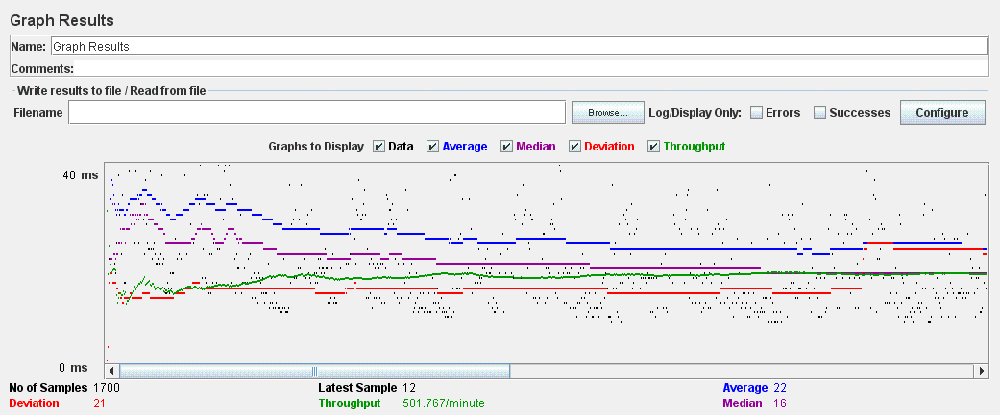 Graph Results
Name: Graph Results
Comments:
Write results to file / Read from file
Filename Browse... Log/Display Only: Errors Successes Configure
Graphs to Display Data Average Median Deviation Throughput
40 ms
0 ms
No of Samples 1700 Latest Sample 12 Average 22
Deviation 21 Throughput 581.767/minute Median 16